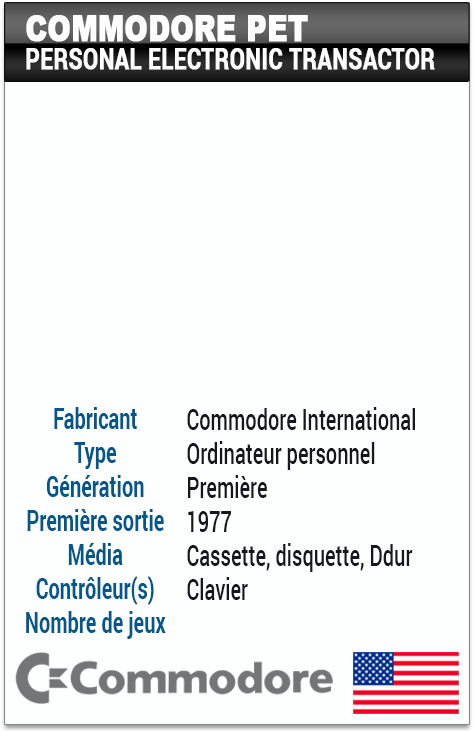 COMMODORE PET
PERSONAL ELECTRONIC TRANSACTOR
Fabricant Commodore International
Type Ordinateur personnel
Génération Première
Première sortie 1977
Média Cassette, disquette, Ddur
Contrôleur(s) Clavier
Nombre de jeux
Commodore